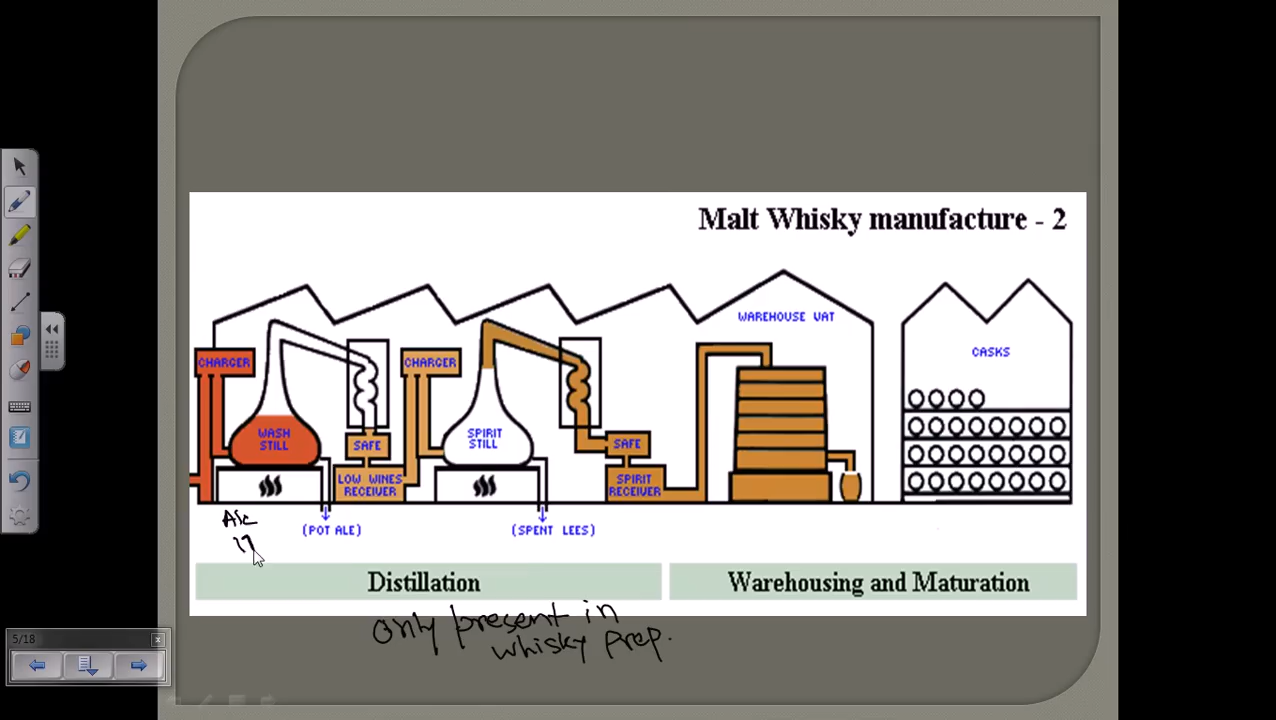 Malt Whisky manufacture - 2
WAREHOUSE VAT
CASKS
CHARGER
CHARGER
WASH
STILL
SPIRIT
STILL
SAFE
SAFE
LOW WINES
RECEIVER
SPIRIT
RECEIVER
(POT ALE)
(SPENT LEES)
17
Distillation
Warehousing and Maturation
only present in
whisky prep.
5/18